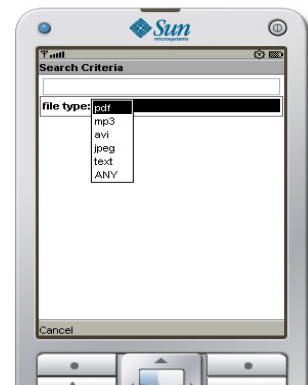 Sun
microsystems
Search Criteria
file type: pdf
mp3
avi
jpeg
text
ANY
Cancel